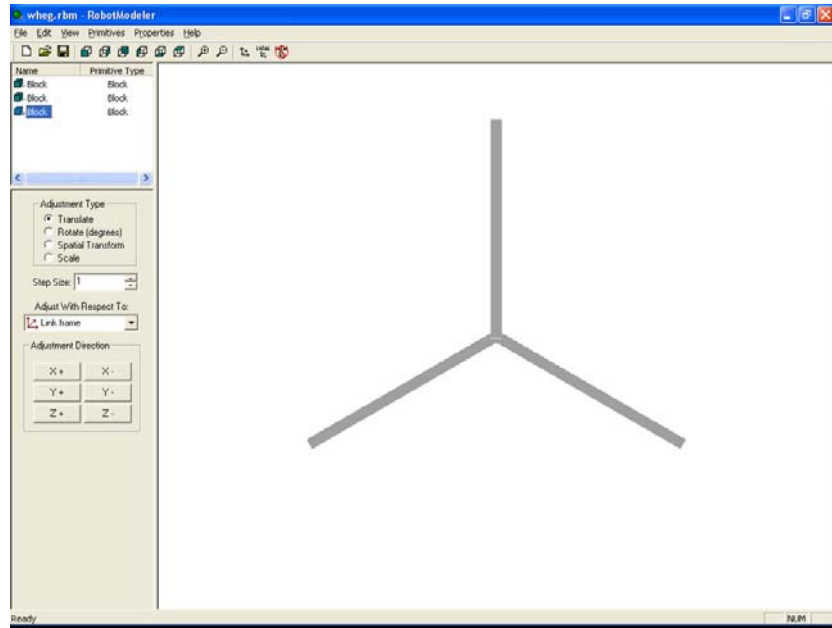 wheg.rbm - RobotModeler
File Edit View Primitives Properties Help
Name Primitive Type
Block Block
Block Block
Block Block
Adjustment Type
Translate
Rotate (degrees)
Spatial Transform
Scale
Step Size: 1
Adjust With Respect To:
Link frame
Adjustment Direction
X+ X-
Y+ Y-
Z+ Z-
Ready NUM